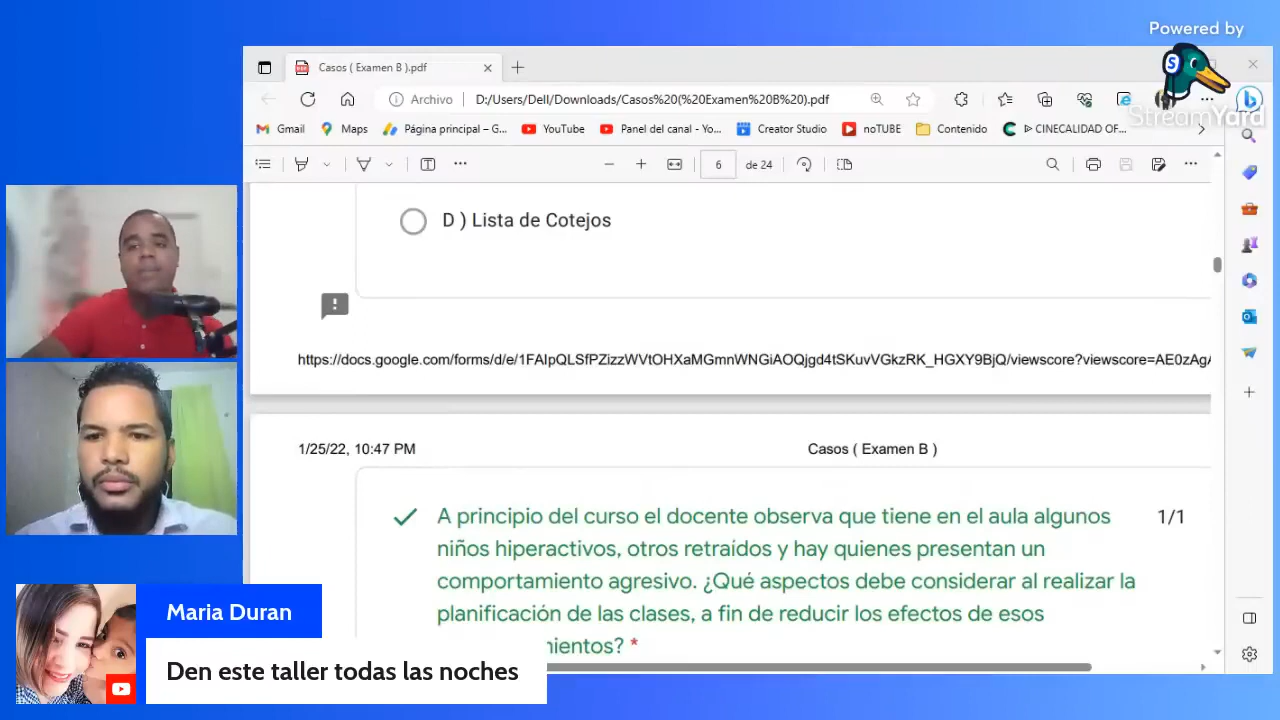 Powered by
StreamYard
Casos ( Examen B ).pdf
Archivo
D:/Users/Dell/Downloads/Casos%20(%20Examen%20B%20).pdf
Gmail
Maps
Página principal – G...
YouTube
Panel del canal - Yo...
Creator Studio
noTUBE
Contenido
ᐉ CINECALIDAD OF...
6
de 24
D ) Lista de Cotejos
https://docs.google.com/forms/d/e/1FAIpQLSfPZizzWVtOHXaMGmnWNGiAOQjgd4tSKuvVGkzRK_HGXY9BjQ/viewscore?viewscore=AE0zAgA
1/25/22, 10:47 PM
Casos ( Examen B )
A principio del curso el docente observa que tiene en el aula algunos
1/1
niños hiperactivos, otros retraídos y hay quienes presentan un
comportamiento agresivo. ¿Qué aspectos debe considerar al realizar la
planificación de las clases, a fin de reducir los efectos de esos
mientos? *
Maria Duran
Den este taller todas las noches